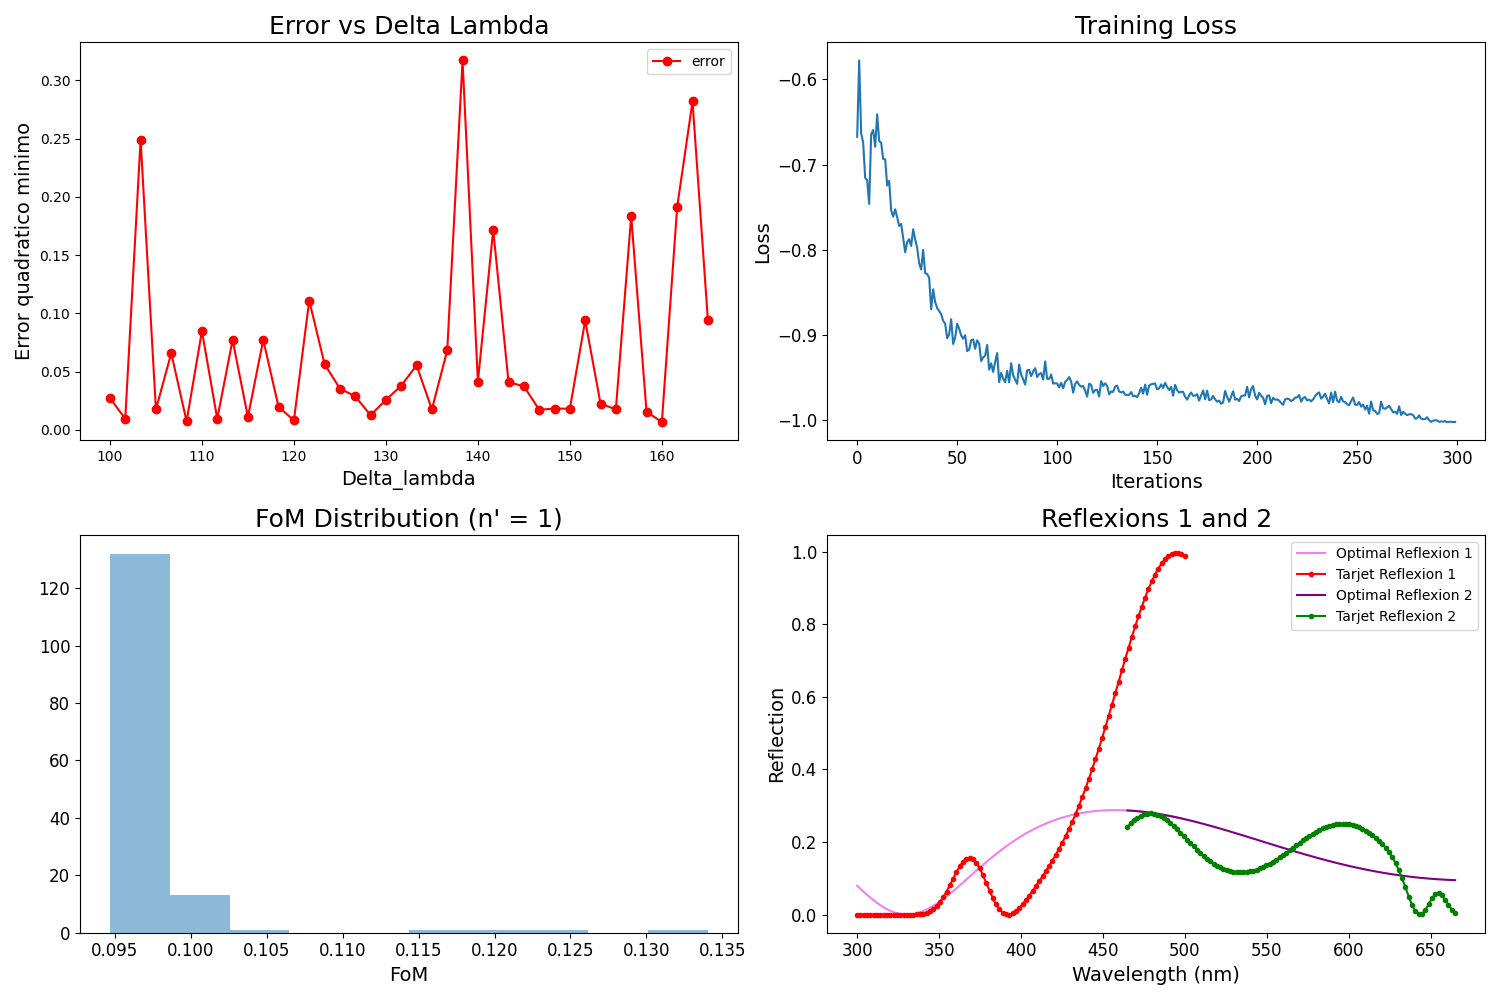 Error vs Delta Lambda
error
Error quadratico minimo
0.30
0.25
0.20
0.15
0.10
0.05
0.00
100 110 120 130 140 150 160
Delta_lambda
Training Loss
Loss
−0.6
−0.7
−0.8
−0.9
−1.0
0 50 100 150 200 250 300
Iterations
FoM Distribution (n' = 1)
120
100
80
60
40
20
0
0.095 0.100 0.105 0.110 0.115 0.120 0.125 0.130 0.135
FoM
Reflexions 1 and 2
Optimal Reflexion 1
Tarjet Reflexion 1
Optimal Reflexion 2
Tarjet Reflexion 2
Reflection
1.0
0.8
0.6
0.4
0.2
0.0
300 350 400 450 500 550 600 650
Wavelength (nm)